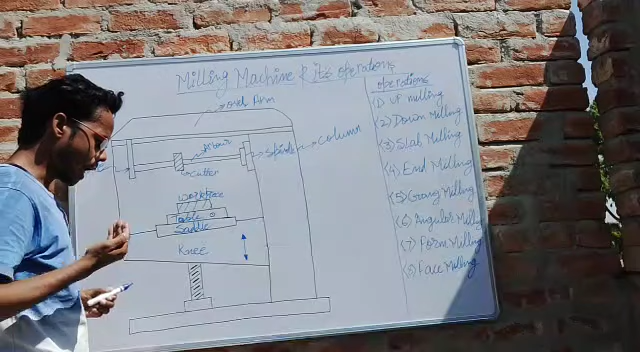 Milling Machine & its operations
over Arm
column
Arbour
spindle
Cutter
workpiece
Table
Saddle
Knee
operations
(1) UP milling
(2) Down Milling
(3) Slab Milling
(4) End Milling
(5) Gang Milling
(6) Angular Milling
(7) Form Milling
(8) Face Milling